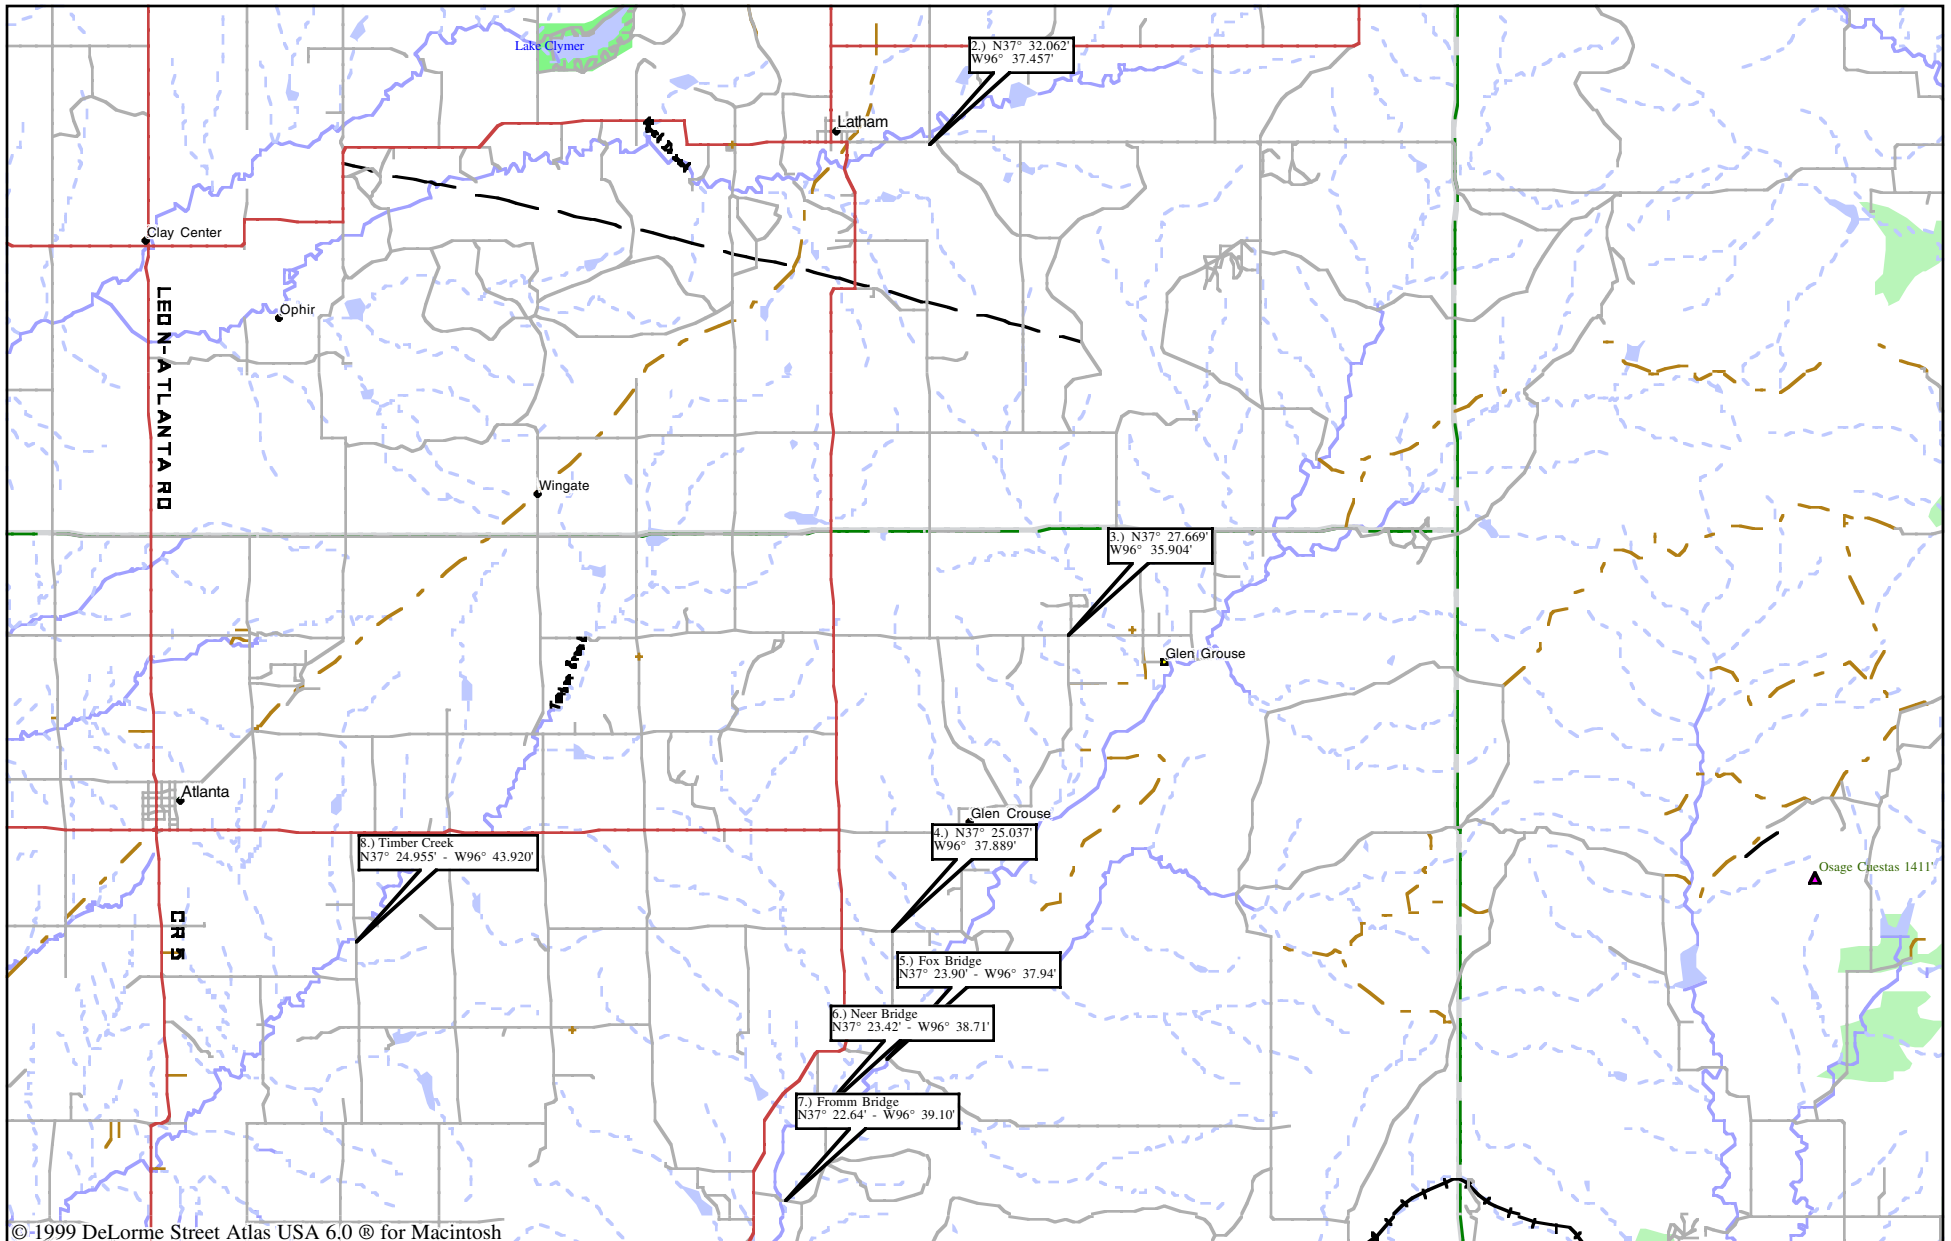 Lake Clymer
2.) N37° 32.062'
W96° 37.457'
Latham
Clay Center
Ophir
LEON-ATLANTA RD
Wingate
3.) N37° 27.669'
W96° 35.904'
Glen Grouse
Atlanta
Glen Crouse
4.) N37° 25.037'
W96° 37.889'
8.) Timber Creek
N37° 24.955' - W96° 43.920'
Osage Cuestas 1411'
CR 5
5.) Fox Bridge
N37° 23.90' - W96° 37.94'
6.) Neer Bridge
N37° 23.42' - W96° 38.71'
7.) Fromm Bridge
N37° 22.64' - W96° 39.10'
© 1999 DeLorme Street Atlas USA 6.0 ® for Macintosh